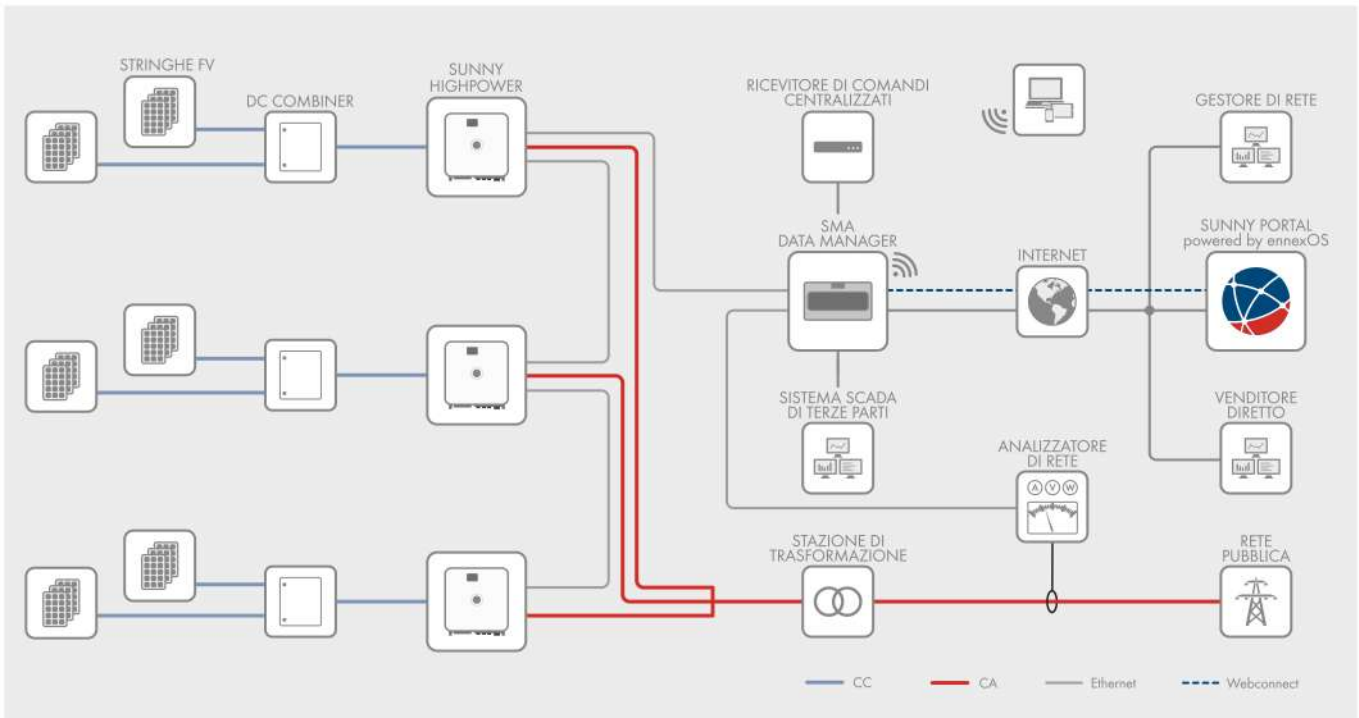 STRINGHE FV
DC COMBINER
SUNNY
HIGHPOWER
RICEVITORE DI COMANDI
CENTRALIZZATI
GESTORE DI RETE
SMA
DATA MANAGER
INTERNET
SUNNY PORTAL
powered by ennexOS
SISTEMA SCADA
DI TERZE PARTI
ANALIZZATORE
DI RETE
A V W
VENDITORE
DIRETTO
STAZIONE DI
TRASFORMAZIONE
RETE
PUBBLICA
CC
CA
Ethernet
Webconnect